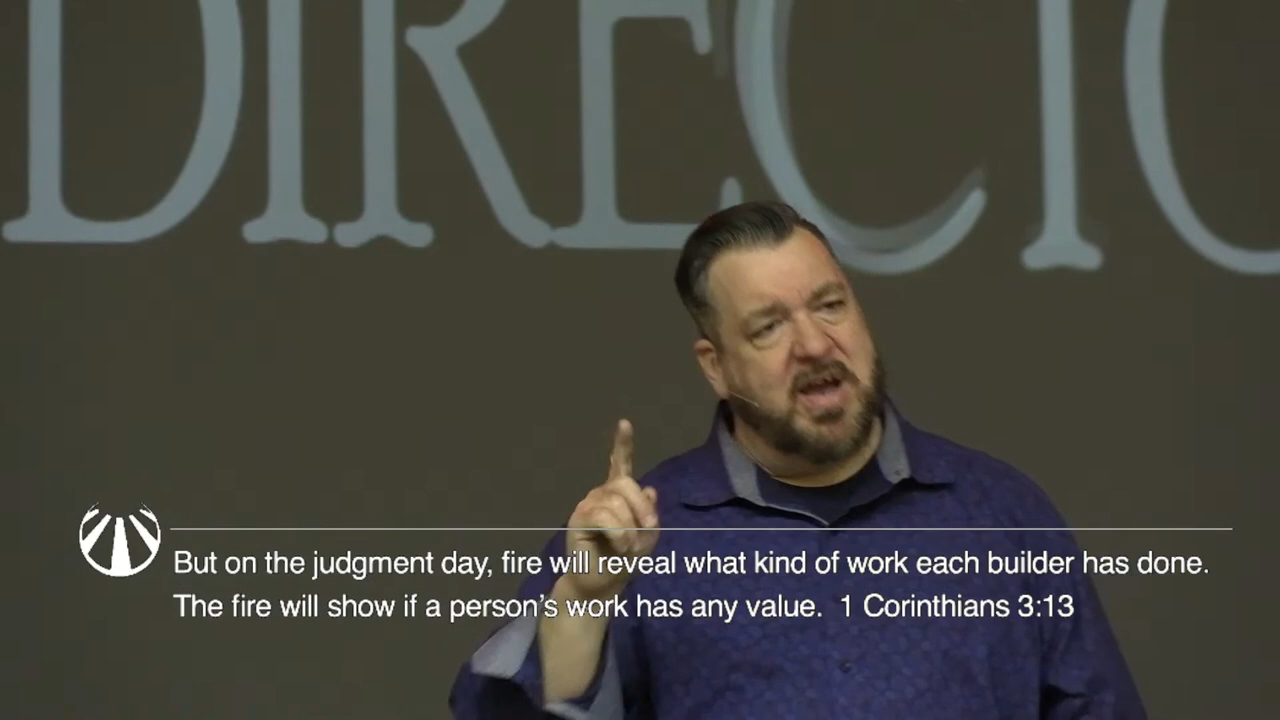 DIRECTIO
But on the judgment day, fire will reveal what kind of work each builder has done.
The fire will show if a person's work has any value. 1 Corinthians 3:13